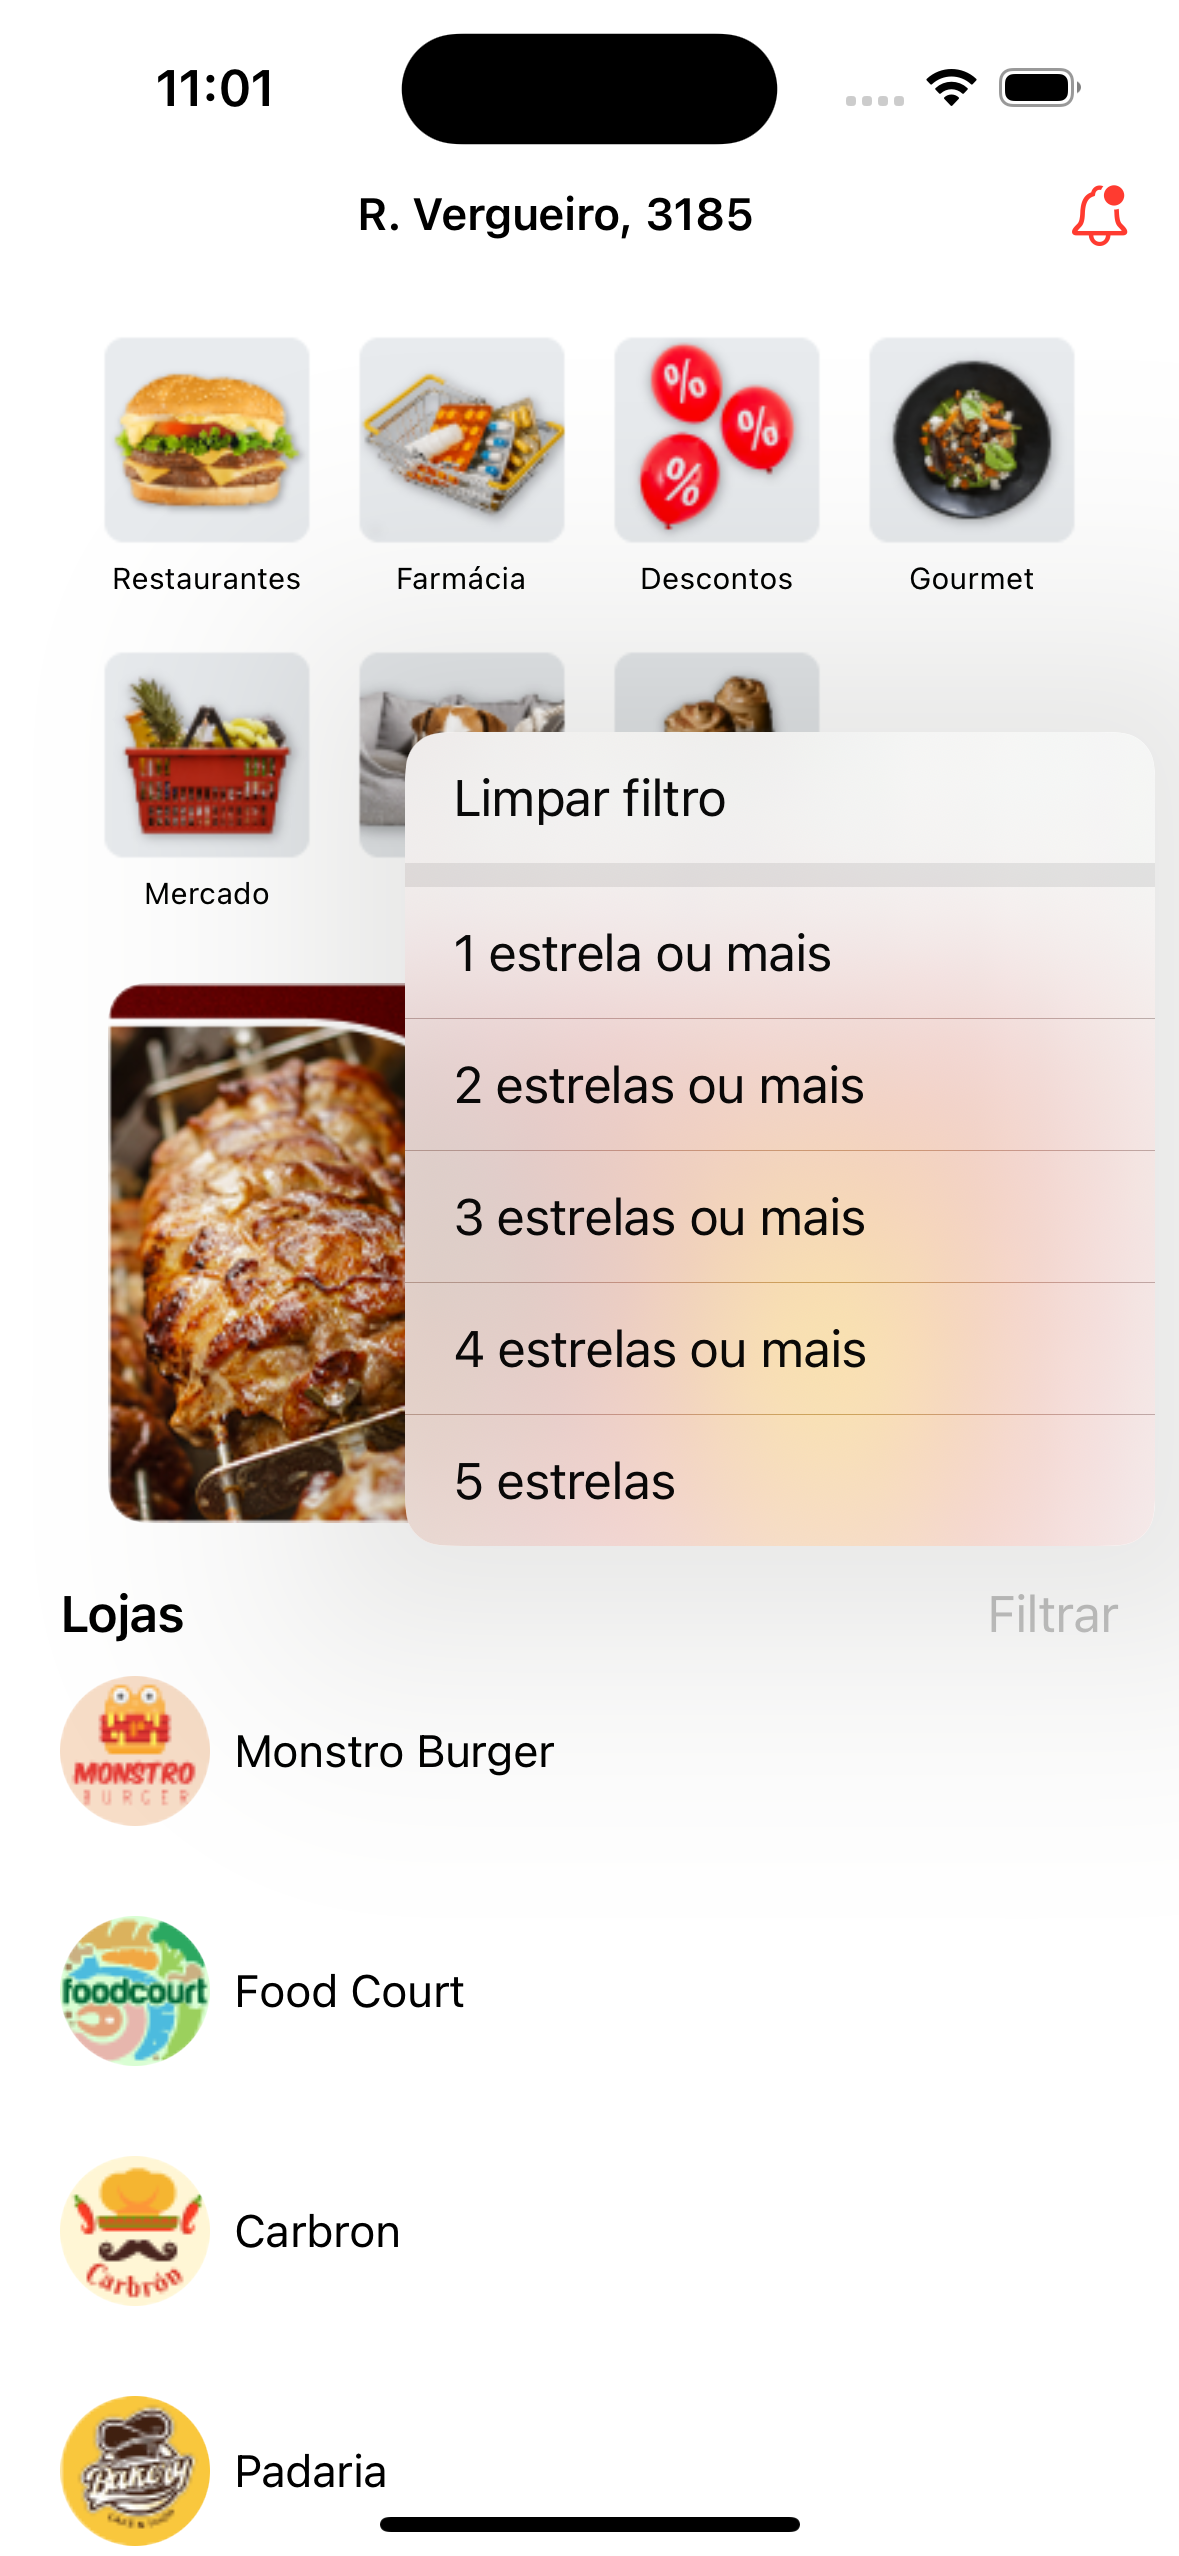 11:01
R. Vergueiro, 3185
% % %
Restaurantes Farmácia Descontos Gourmet
Mercado
Limpar filtro
1 estrela ou mais
2 estrelas ou mais
3 estrelas ou mais
4 estrelas ou mais
5 estrelas
Lojas Filtrar
MONSTRO
BURGER
Monstro Burger
foodcourt
Food Court
Carbrón
Carbron
Bakery
Padaria